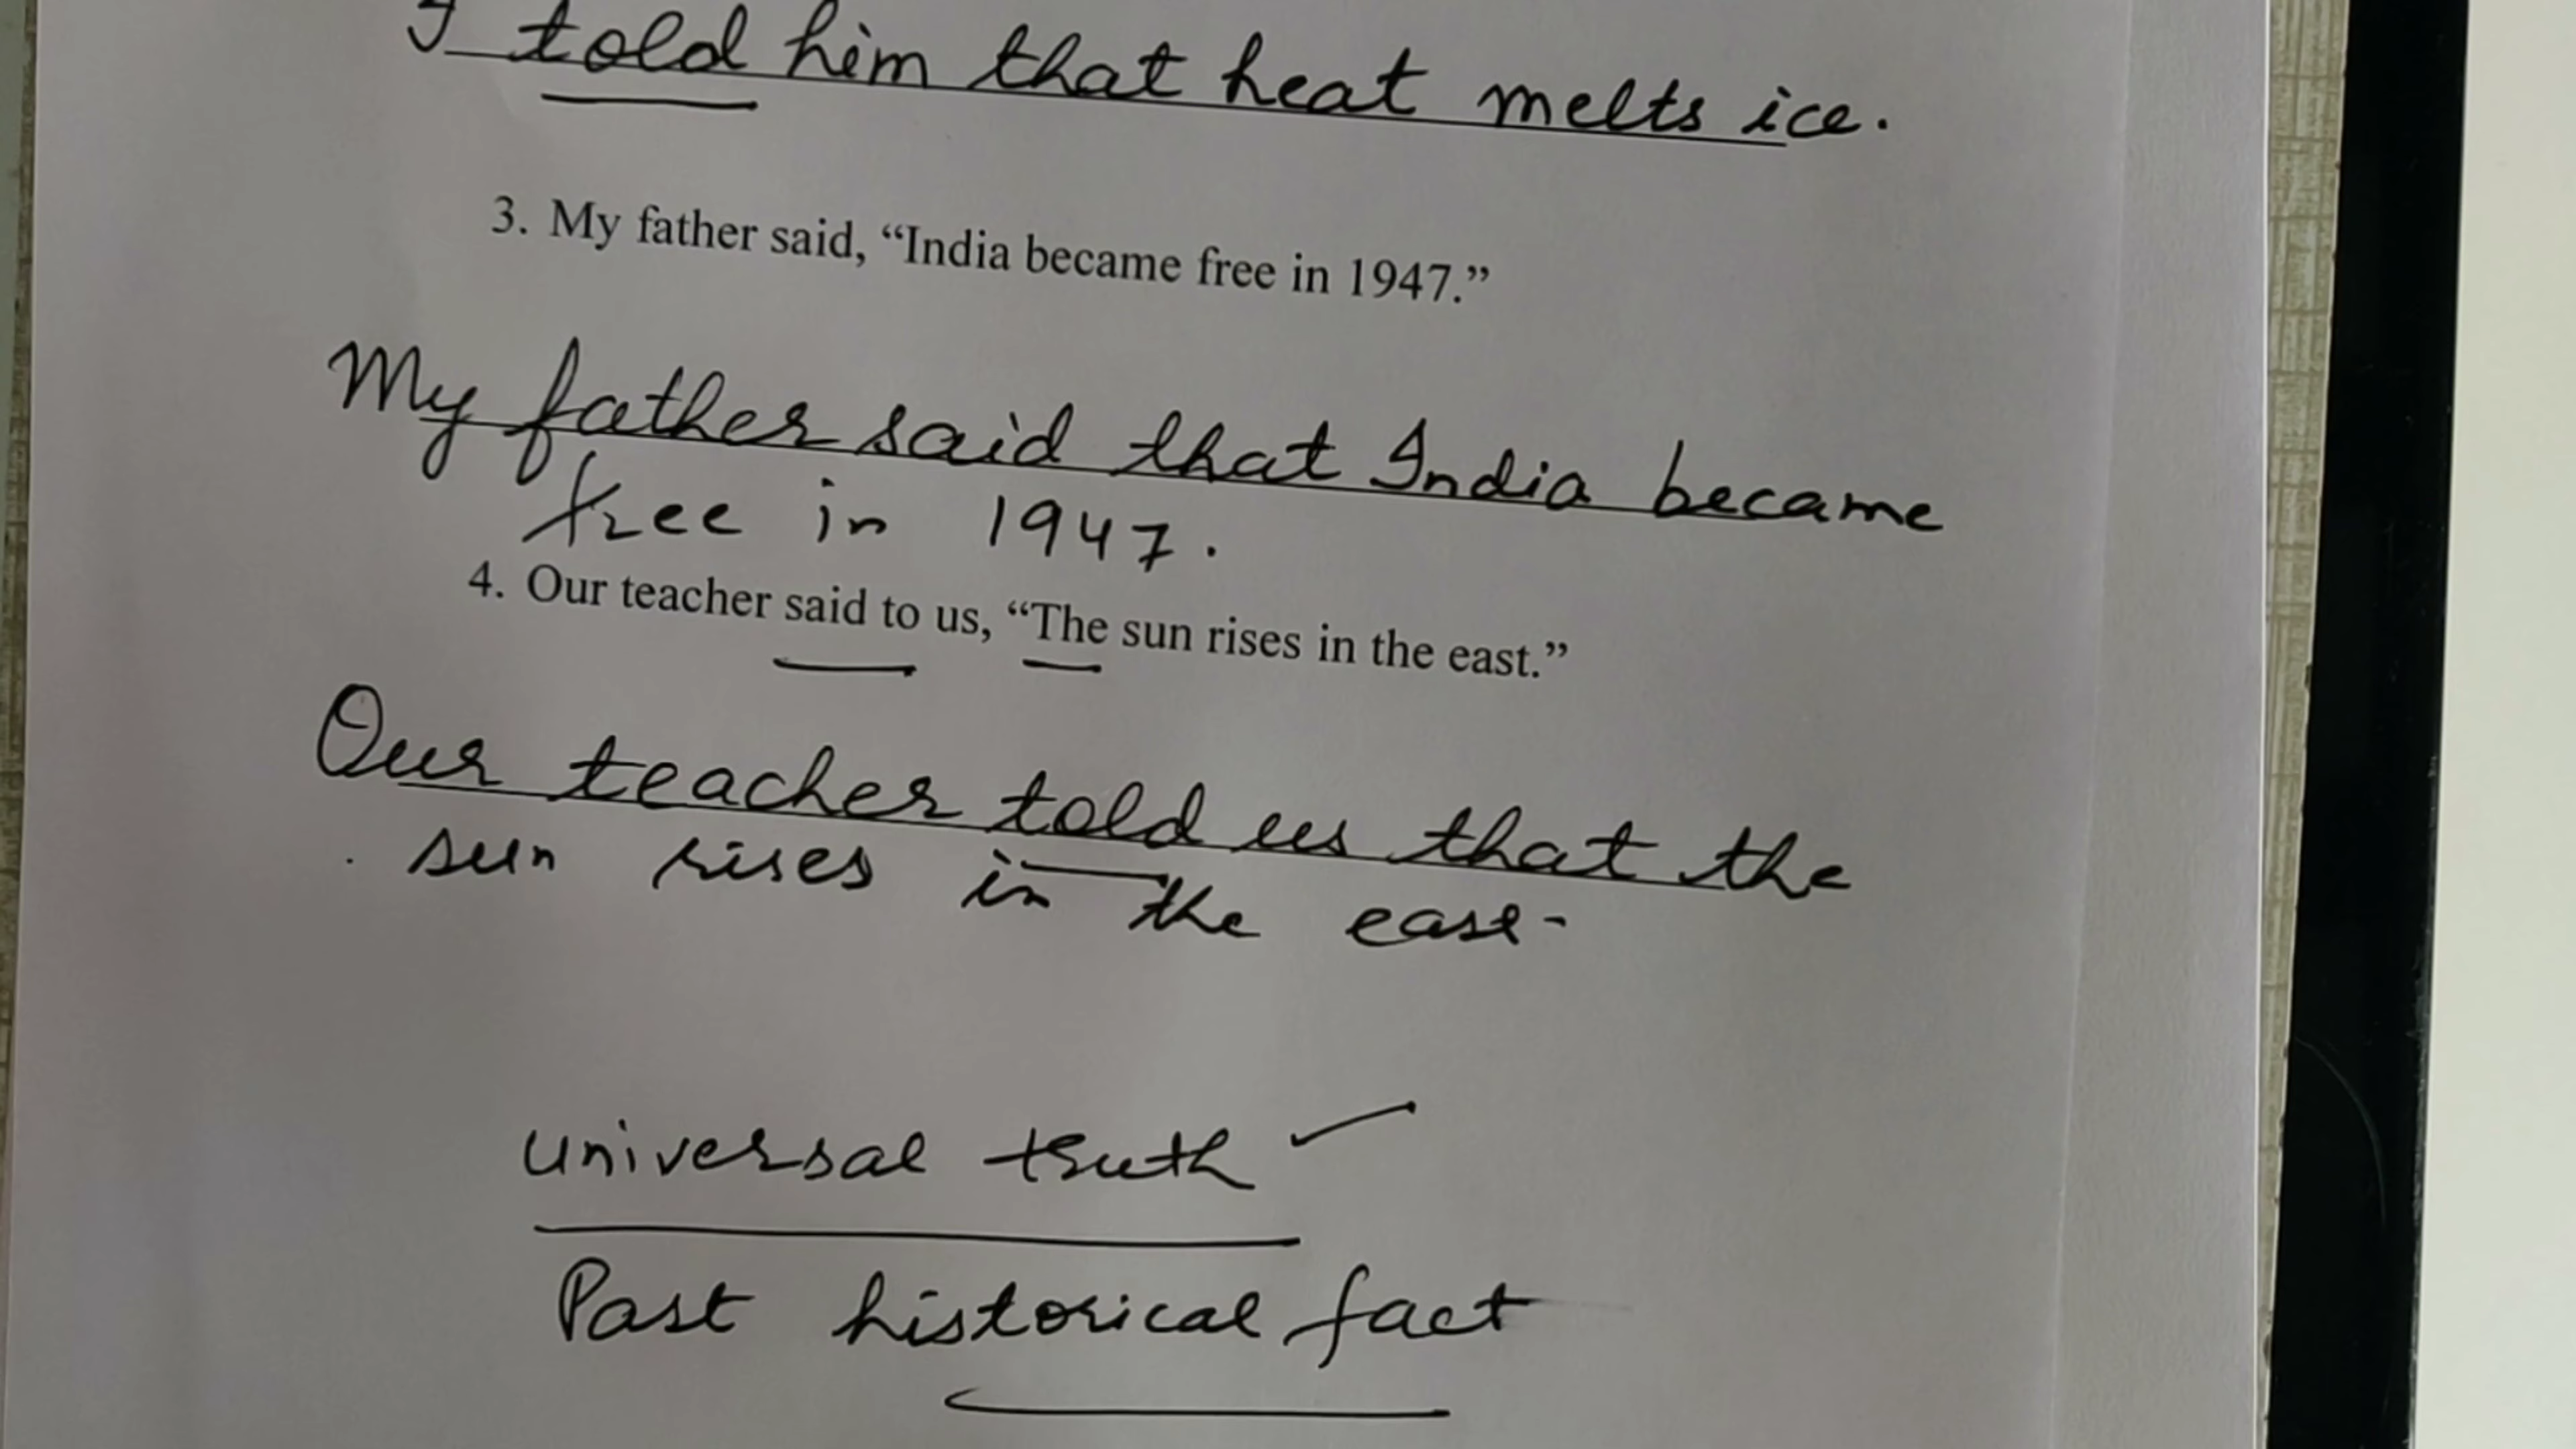 I told him that heat melts ice.
3. My father said, “India became free in 1947.”
My father said that India became
free in 1947.
4. Our teacher said to us, “The sun rises in the east.”
Our teacher told us that the
sun rises in the east.
universal truth ✓
Past historical fact